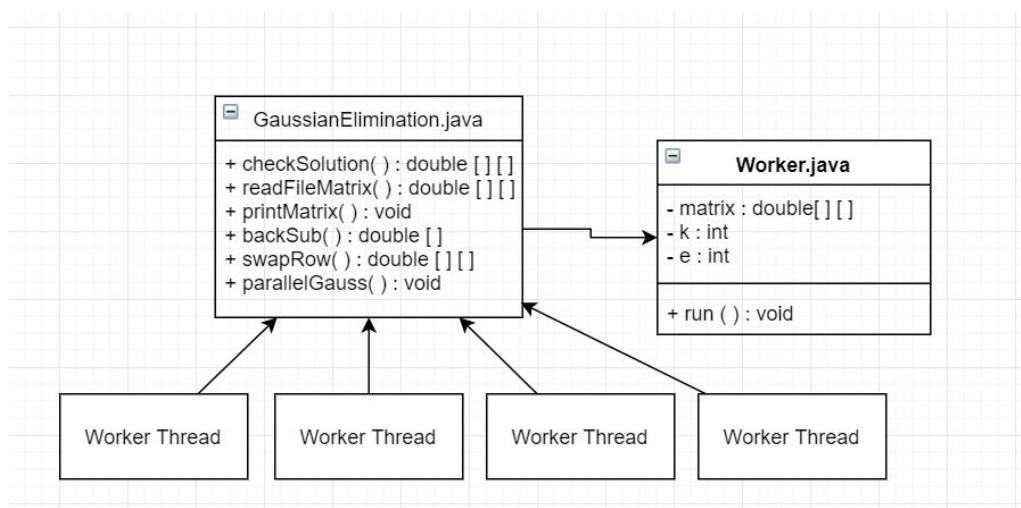 GaussianElimination.java
+ checkSolution( ) : double [ ] [ ]
+ readFileMatrix( ) : double [ ] [ ]
+ printMatrix( ) : void
+ backSub( ) : double [ ]
+ swapRow( ) : double [ ] [ ]
+ parallelGauss( ) : void
Worker.java
- matrix : double[ ] [ ]
- k : int
- e : int
+ run ( ) : void
Worker Thread
Worker Thread
Worker Thread
Worker Thread